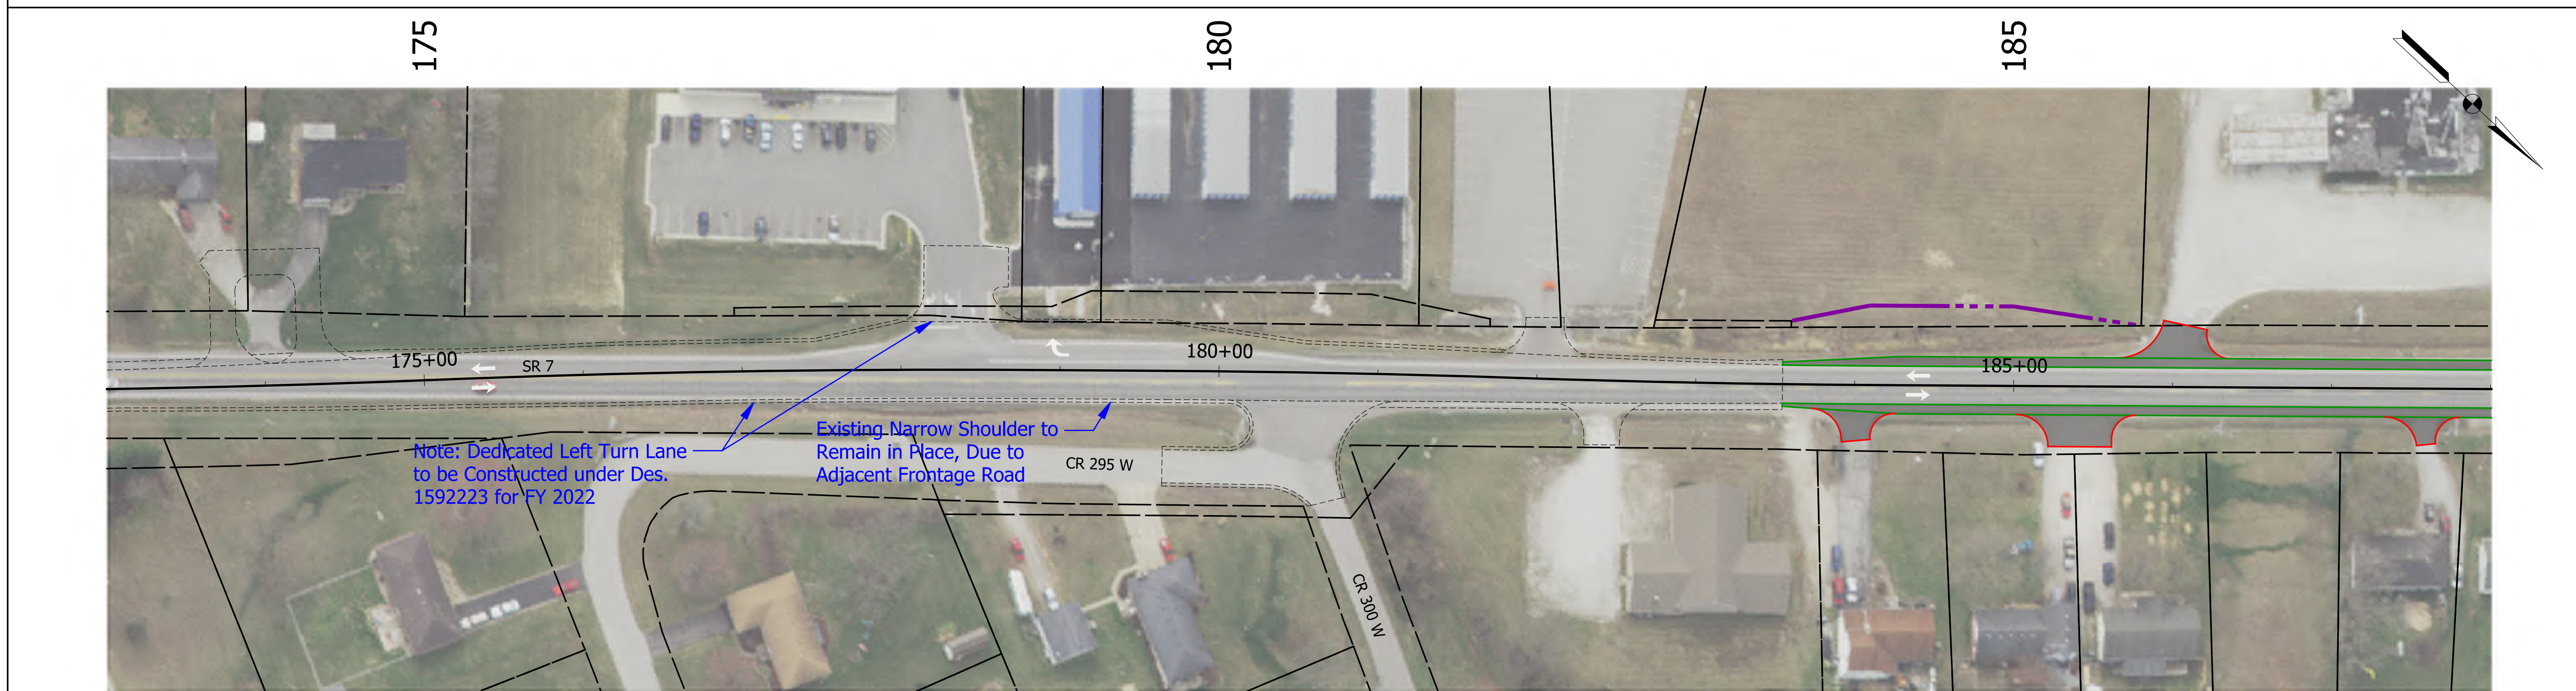 175
180
185
175+00
SR 7
180+00
185+00
Note: Dedicated Left Turn Lane
to be Constructed under Des.
1592223 for FY 2022
Existing Narrow Shoulder to
Remain in Place, Due to
Adjacent Frontage Road
CR 295 W
CR 300 W